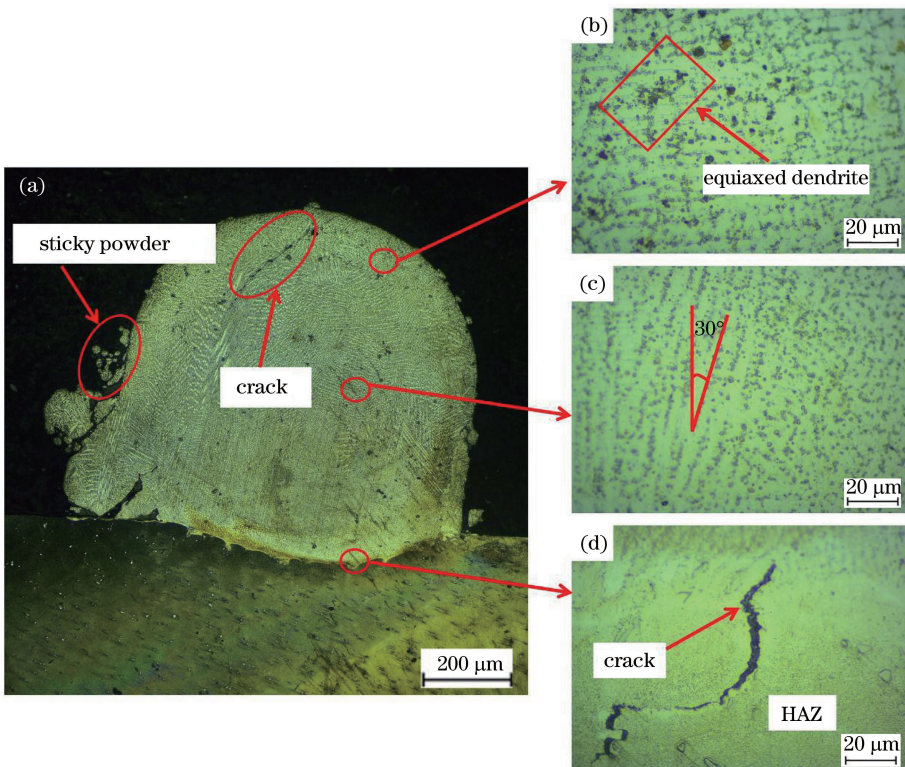 (a)
sticky powder
crack
200 μm
(b)
equiaxed dendrite
20 μm
(c)
30°
20 μm
(d)
crack
HAZ
20 μm